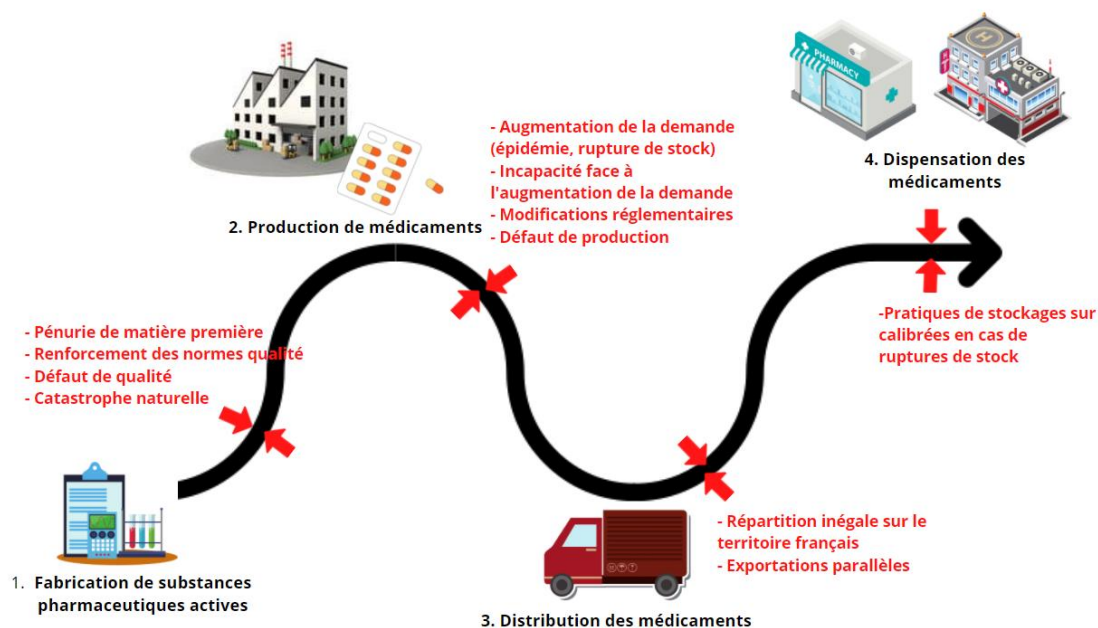 1. Fabrication de substances
pharmaceutiques actives
- Pénurie de matière première
- Renforcement des normes qualité
- Défaut de qualité
- Catastrophe naturelle
2. Production de médicaments
- Augmentation de la demande
(épidémie, rupture de stock)
- Incapacité face à
l'augmentation de la demande
- Modifications réglementaires
- Défaut de production
3. Distribution des médicaments
- Répartition inégale sur le
territoire français
- Exportations parallèles
PHARMACY
H
4. Dispensation des
médicaments
-Pratiques de stockages sur
calibrées en cas de
ruptures de stock